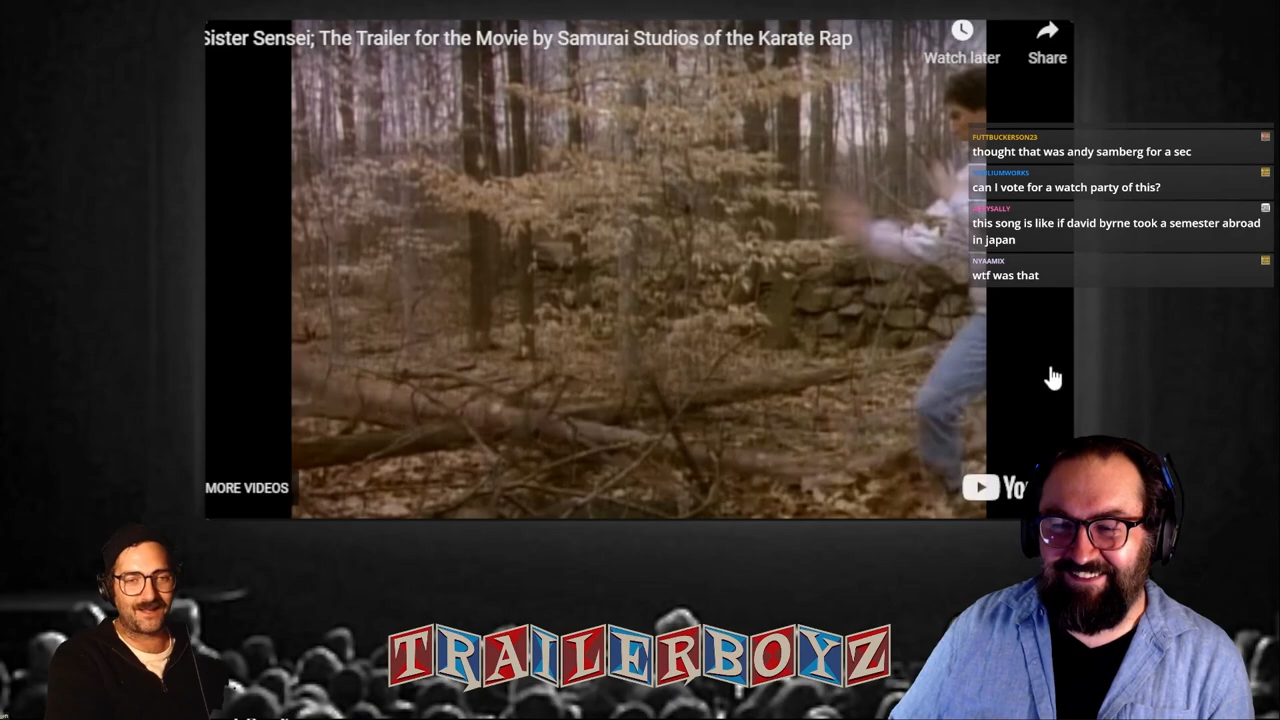 Sister Sensei; The Trailer for the Movie by Samurai Studios of the Karate Rap
Watch later
Share
FUTTBUCKERSON23
thought that was andy samberg for a sec
can I vote for a watch party of this?
this song is like if david byrne took a semester abroad
in japan
NYAAMIX
wtf was that
MORE VIDEOS
TRAILERBOYZ